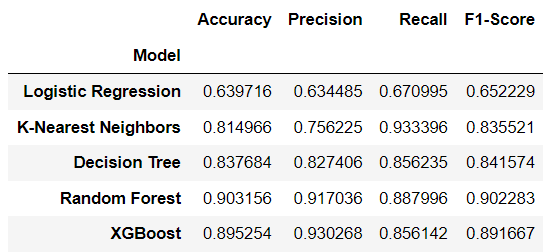 Accuracy Precision Recall F1-Score
Model
Logistic Regression 0.639716 0.634485 0.670995 0.652229
K-Nearest Neighbors 0.814966 0.756225 0.933396 0.835521
Decision Tree 0.837684 0.827406 0.856235 0.841574
Random Forest 0.903156 0.917036 0.887996 0.902283
XGBoost 0.895254 0.930268 0.856142 0.891667